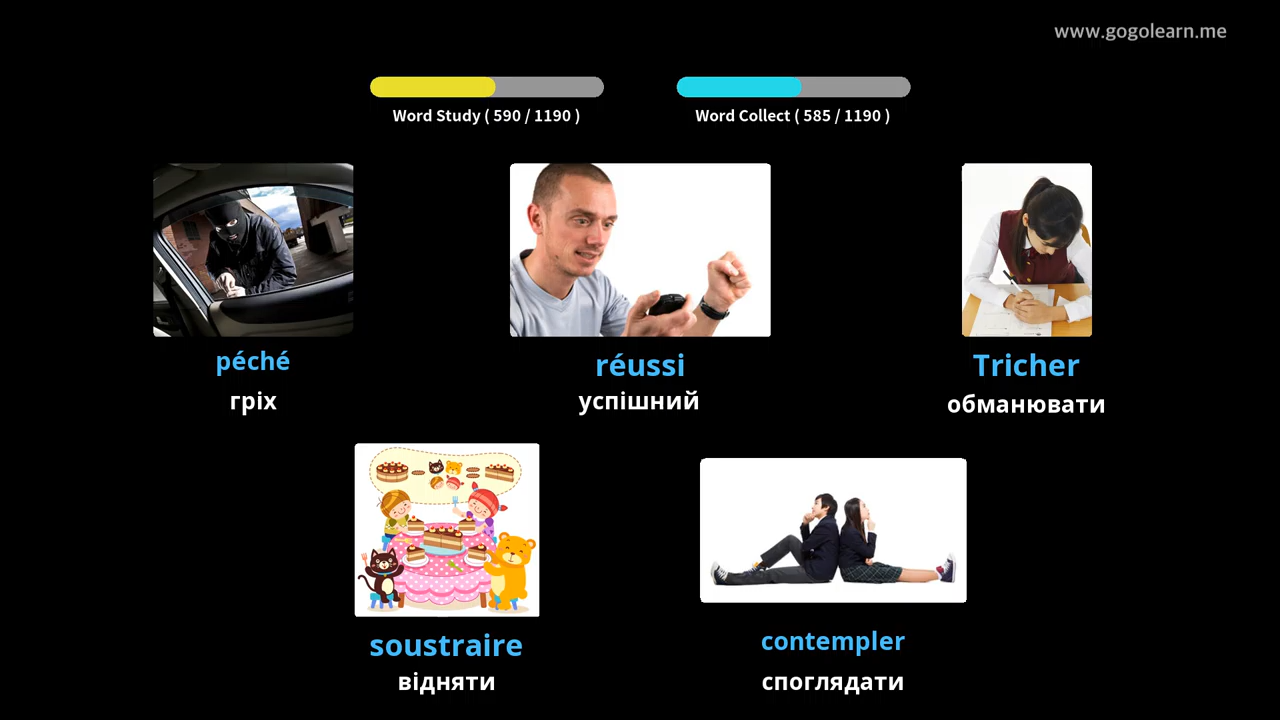 www.gogolearn.me
Word Study ( 590 / 1190 )
Word Collect ( 585 / 1190 )
péché
гріх
réussi
успішний
Tricher
обманювати
soustraire
відняти
contempler
споглядати